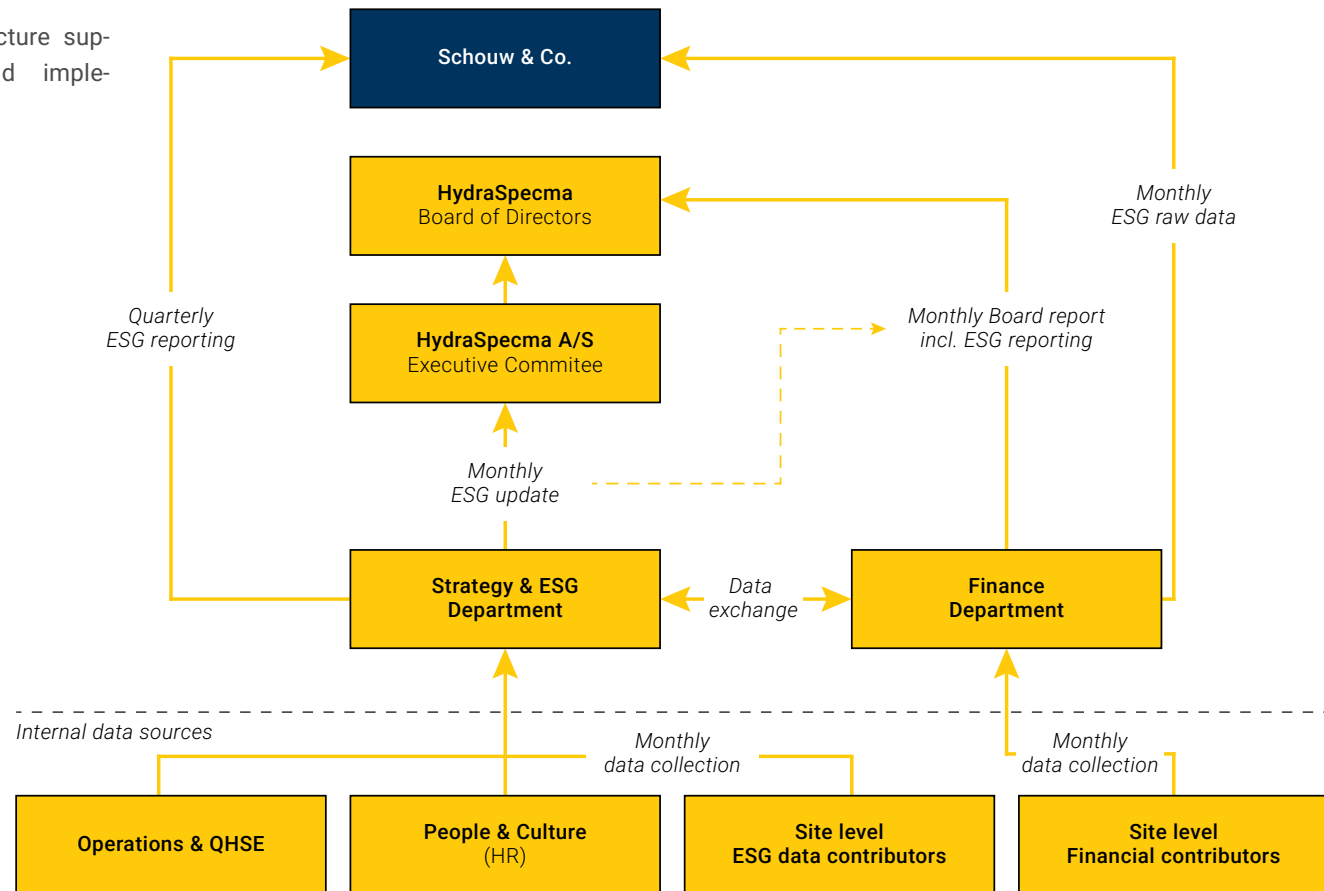 cture sup-
d imple-
Schouw & Co.
HydraSpecma
Board of Directors
Monthly
ESG raw data
Quarterly
ESG reporting
HydraSpecma A/S
Executive Commitee
Monthly Board report
incl. ESG reporting
Monthly
ESG update
Strategy & ESG
Department
Data
exchange
Finance
Department
Internal data sources
Monthly
data collection
Monthly
data collection
Operations & QHSE
People & Culture
(HR)
Site level
ESG data contributors
Site level
Financial contributors